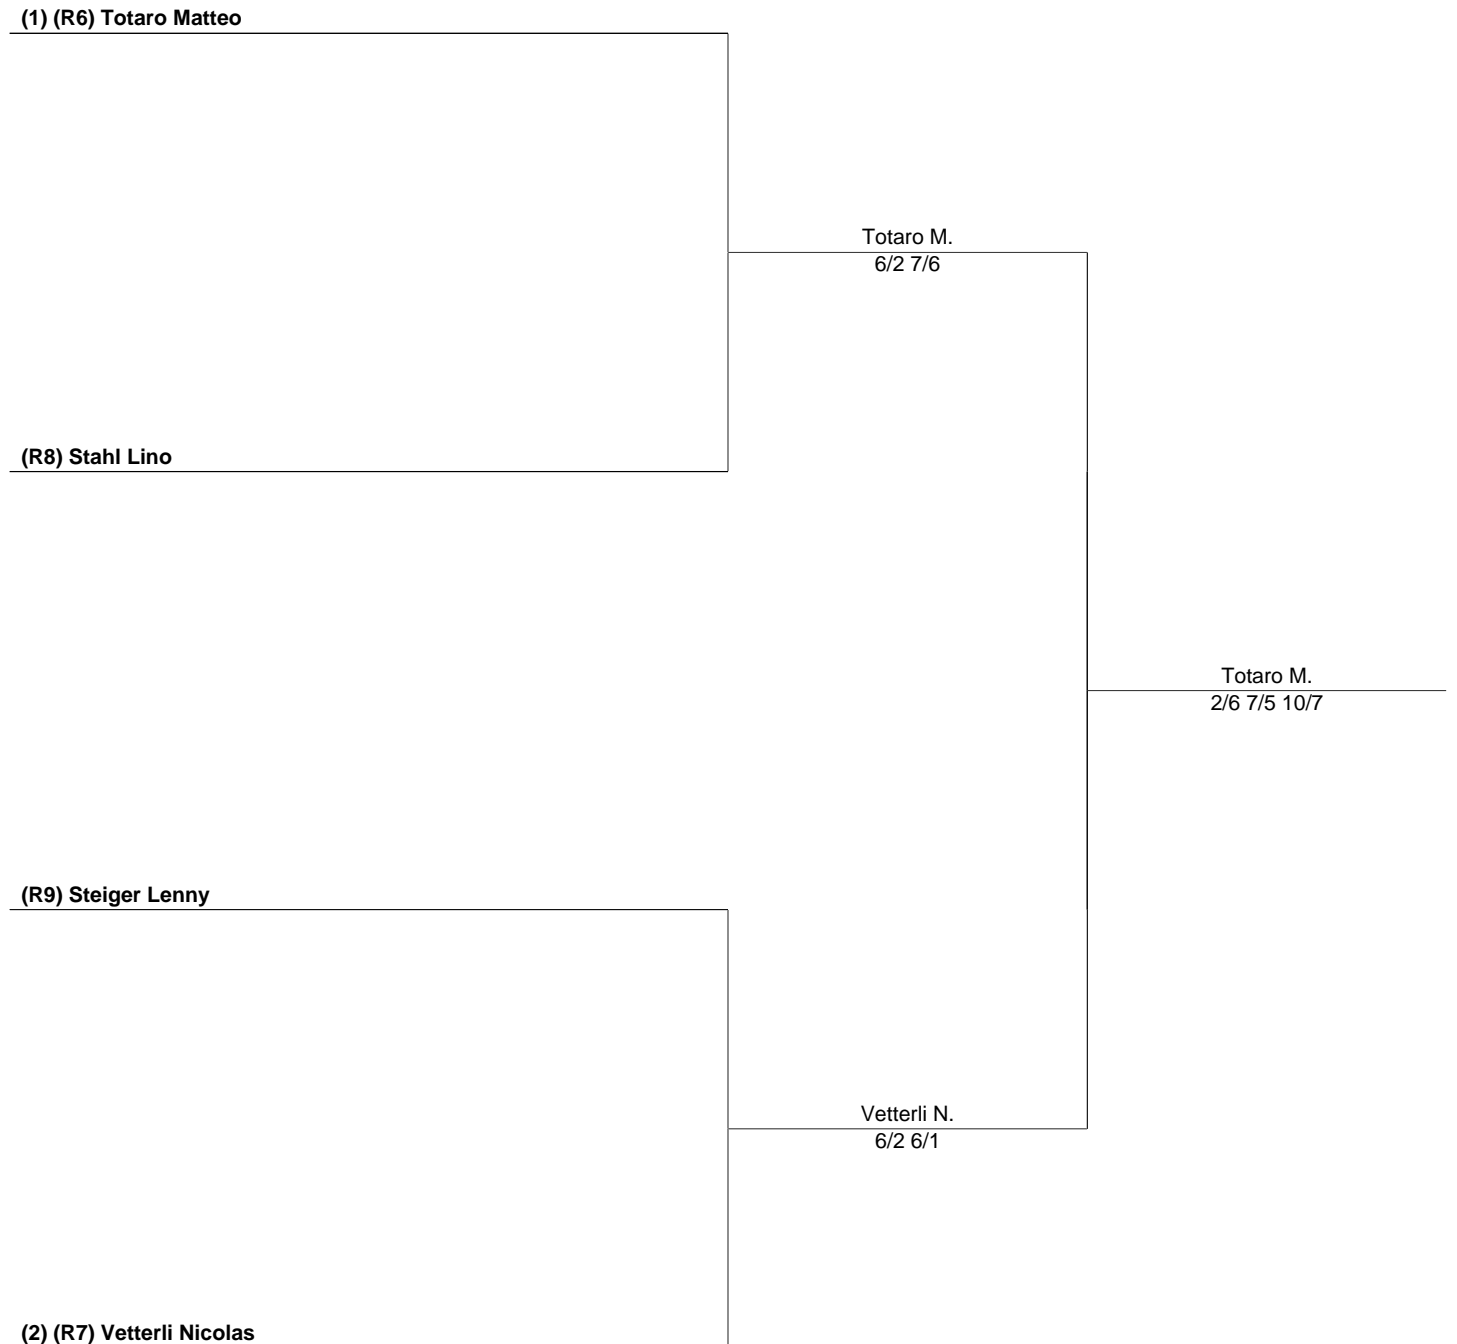 (1) (R6) Totaro Matteo
Totaro M.
6/2 7/6
(R8) Stahl Lino
Totaro M.
2/6 7/5 10/7
(R9) Steiger Lenny
Vetterli N.
6/2 6/1
(2) (R7) Vetterli Nicolas